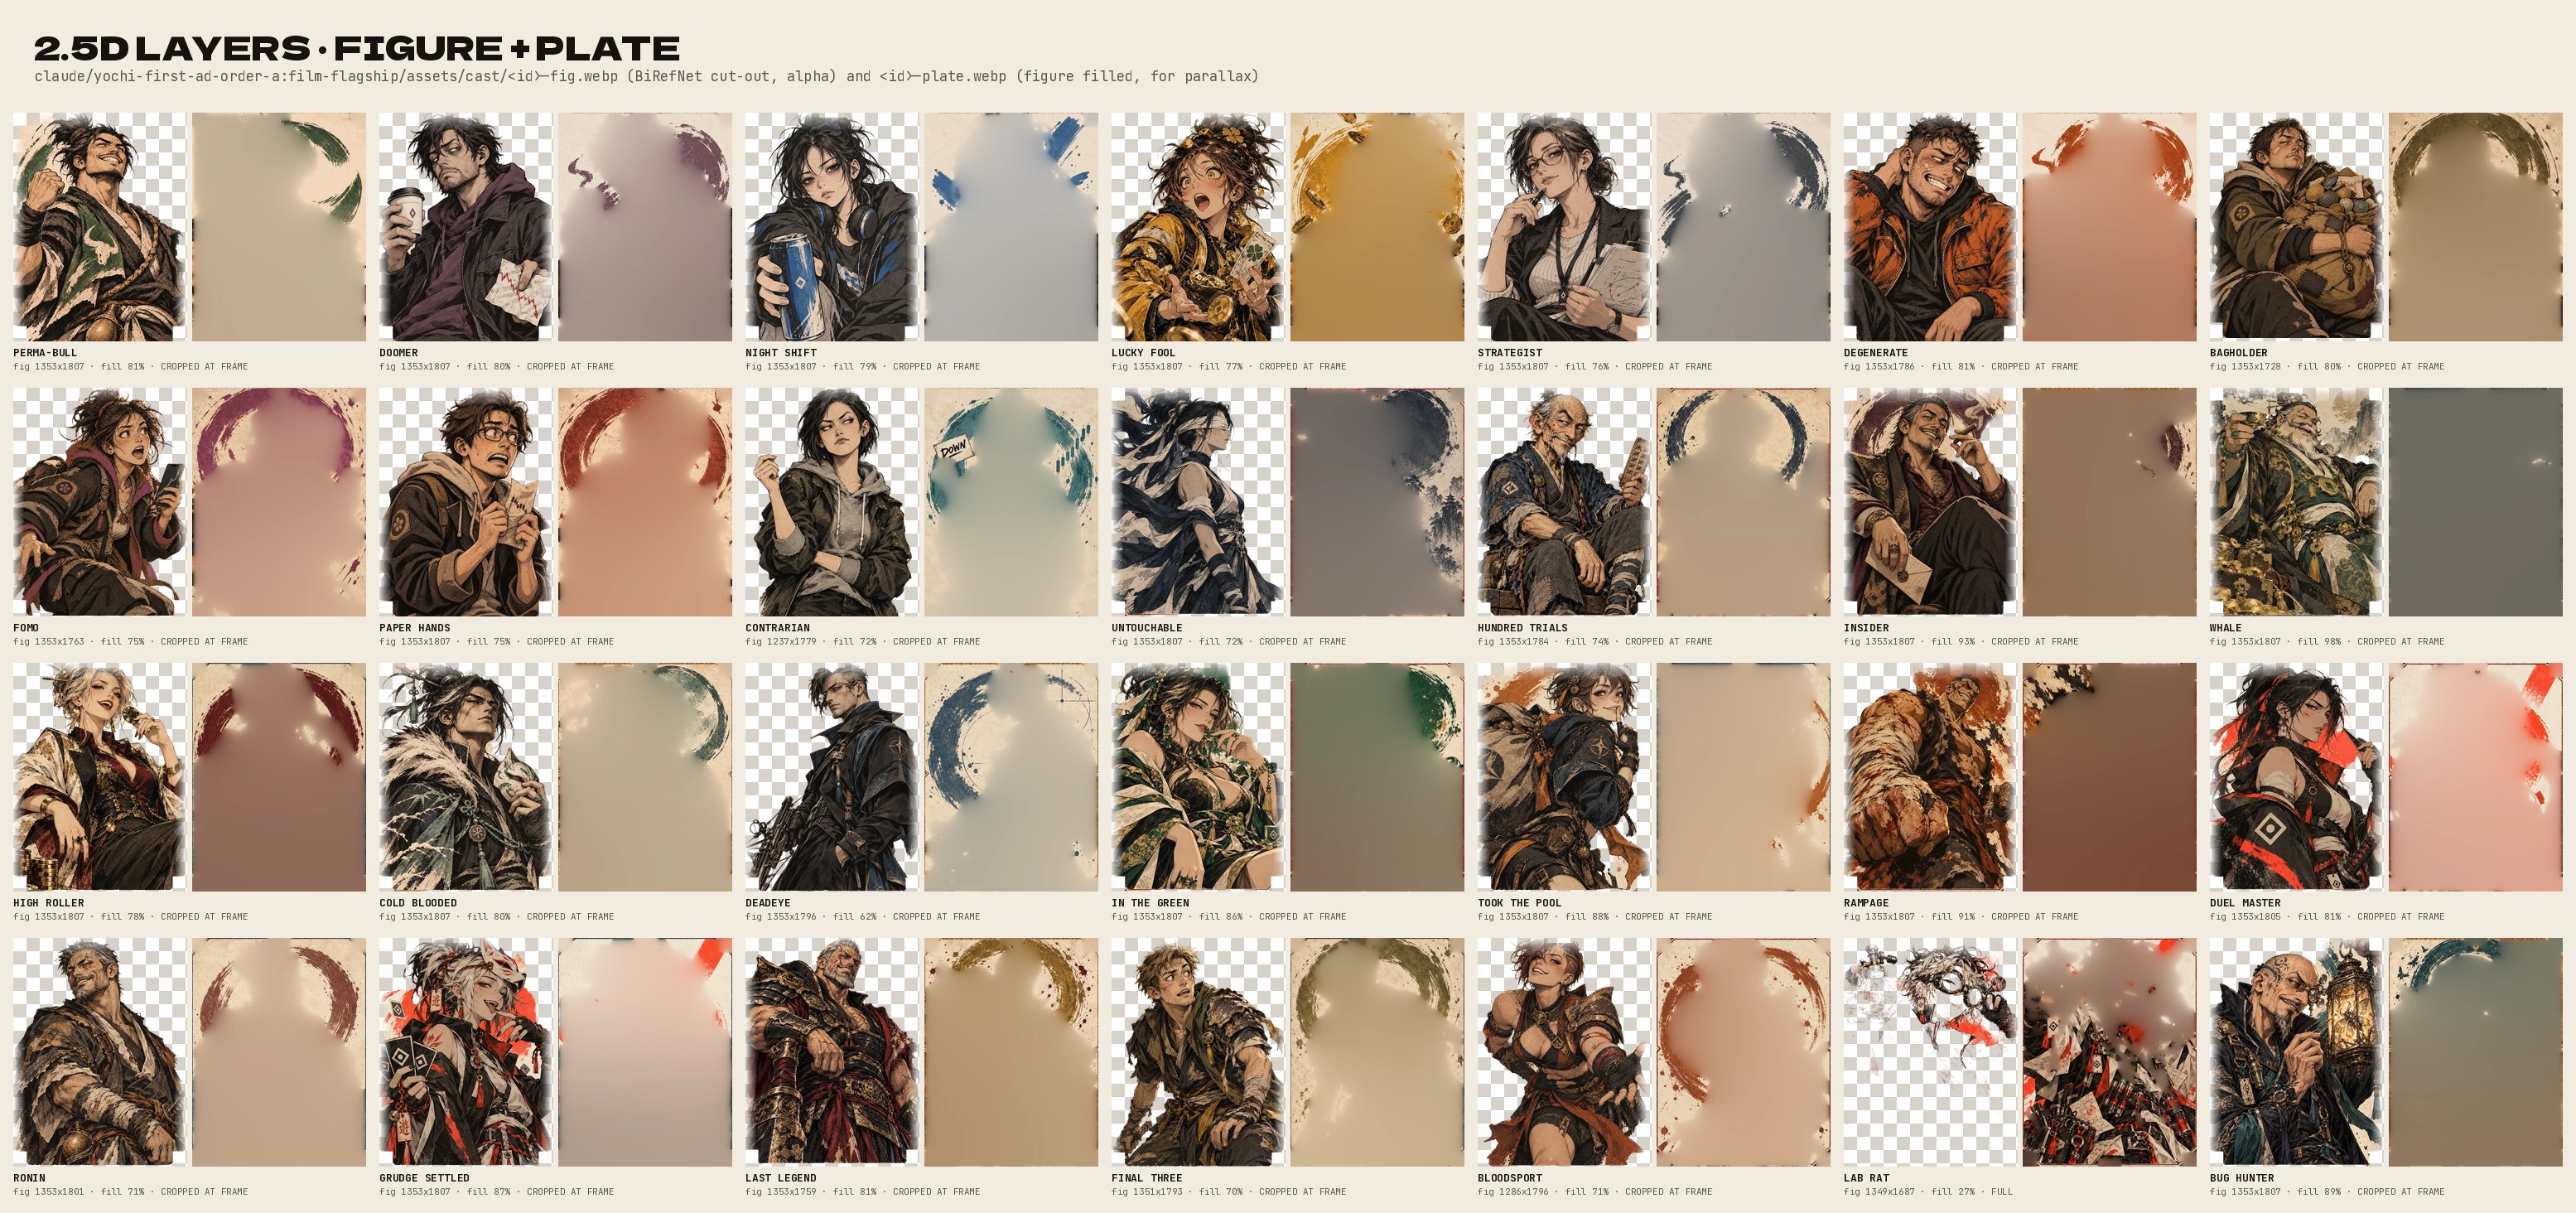 2.5D LAYERS · FIGURE + PLATE
claude/yochi-first-ad-order-a:film-flagship/assets/cast/<id>—fig.webp (BiRefNet cut-out, alpha) and <id>—plate.webp (figure filled, for parallax)
PERMA-BULL
fig 1353x1807 · fill 81% · CROPPED AT FRAME
DOOMER
fig 1353x1807 · fill 80% · CROPPED AT FRAME
NIGHT SHIFT
fig 1353x1807 · fill 79% · CROPPED AT FRAME
LUCKY FOOL
fig 1353x1807 · fill 77% · CROPPED AT FRAME
STRATEGIST
fig 1353x1807 · fill 76% · CROPPED AT FRAME
DEGENERATE
fig 1353x1786 · fill 81% · CROPPED AT FRAME
BAGHOLDER
fig 1353x1728 · fill 80% · CROPPED AT FRAME
DOWN
FOMO
fig 1353x1763 · fill 75% · CROPPED AT FRAME
PAPER HANDS
fig 1353x1807 · fill 75% · CROPPED AT FRAME
CONTRARIAN
fig 1237x1779 · fill 72% · CROPPED AT FRAME
UNTOUCHABLE
fig 1353x1807 · fill 72% · CROPPED AT FRAME
HUNDRED TRIALS
fig 1353x1784 · fill 74% · CROPPED AT FRAME
INSIDER
fig 1353x1807 · fill 93% · CROPPED AT FRAME
WHALE
fig 1353x1807 · fill 98% · CROPPED AT FRAME
HIGH ROLLER
fig 1353x1807 · fill 78% · CROPPED AT FRAME
COLD BLOODED
fig 1353x1807 · fill 80% · CROPPED AT FRAME
DEADEYE
fig 1353x1796 · fill 62% · CROPPED AT FRAME
IN THE GREEN
fig 1353x1807 · fill 86% · CROPPED AT FRAME
TOOK THE POOL
fig 1353x1807 · fill 88% · CROPPED AT FRAME
RAMPAGE
fig 1353x1807 · fill 91% · CROPPED AT FRAME
DUEL MASTER
fig 1353x1805 · fill 81% · CROPPED AT FRAME
RONIN
fig 1353x1801 · fill 71% · CROPPED AT FRAME
GRUDGE SETTLED
fig 1353x1807 · fill 87% · CROPPED AT FRAME
LAST LEGEND
fig 1353x1759 · fill 81% · CROPPED AT FRAME
FINAL THREE
fig 1351x1793 · fill 70% · CROPPED AT FRAME
BLOODSPORT
fig 1286x1796 · fill 71% · CROPPED AT FRAME
LAB RAT
fig 1349x1687 · fill 27% · FULL
BUG HUNTER
fig 1353x1807 · fill 89% · CROPPED AT FRAME